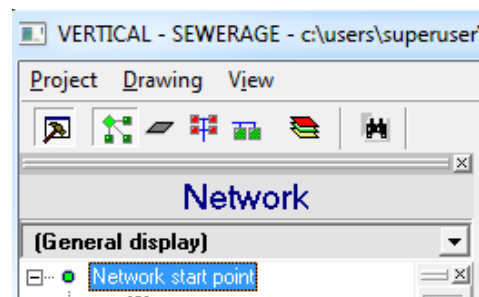 VERTICAL - SEWERAGE - c:\users\superuser
Project Drawing View
Network
(General display)
Network start point